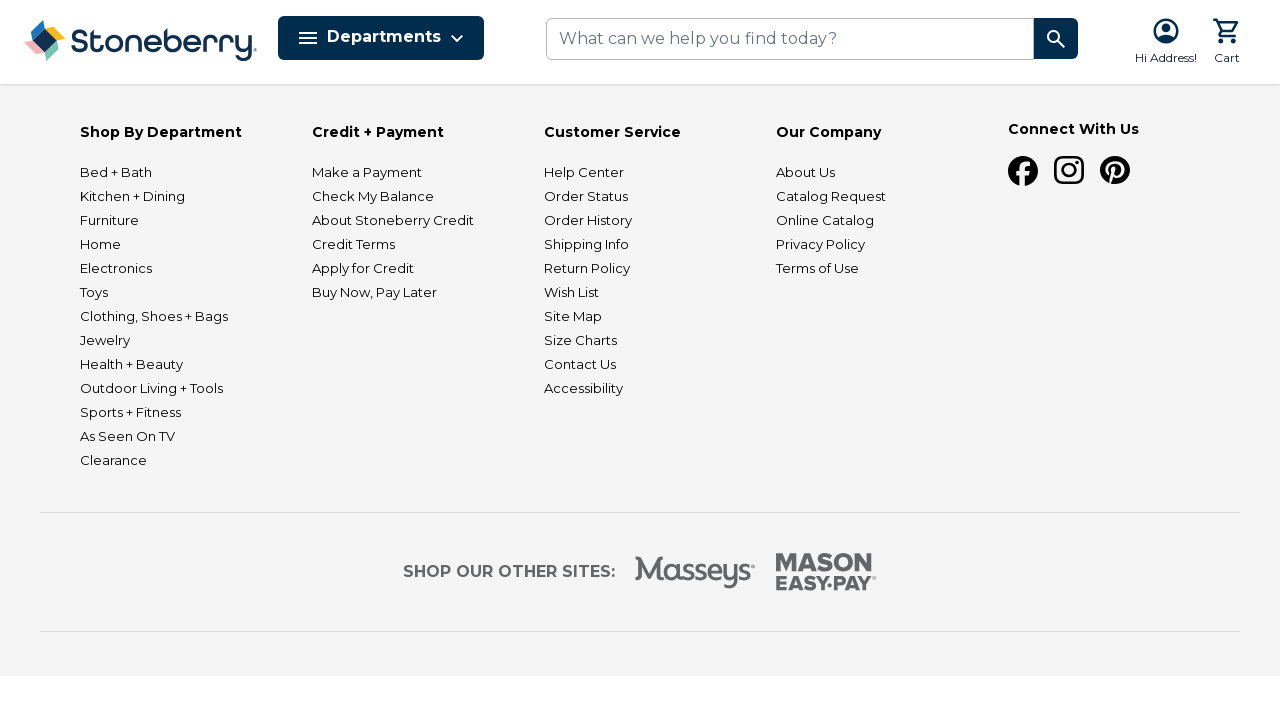 Stoneberry®
Departments
What can we help you find today?
Hi Address!
Cart
Shop By Department
Bed + Bath
Kitchen + Dining
Furniture
Home
Electronics
Toys
Clothing, Shoes + Bags
Jewelry
Health + Beauty
Outdoor Living + Tools
Sports + Fitness
As Seen On TV
Clearance
Credit + Payment
Make a Payment
Check My Balance
About Stoneberry Credit
Credit Terms
Apply for Credit
Buy Now, Pay Later
Customer Service
Help Center
Order Status
Order History
Shipping Info
Return Policy
Wish List
Site Map
Size Charts
Contact Us
Accessibility
Our Company
About Us
Catalog Request
Online Catalog
Privacy Policy
Terms of Use
Connect With Us
SHOP OUR OTHER SITES:
Masseys®
MASON
EASY•PAY®